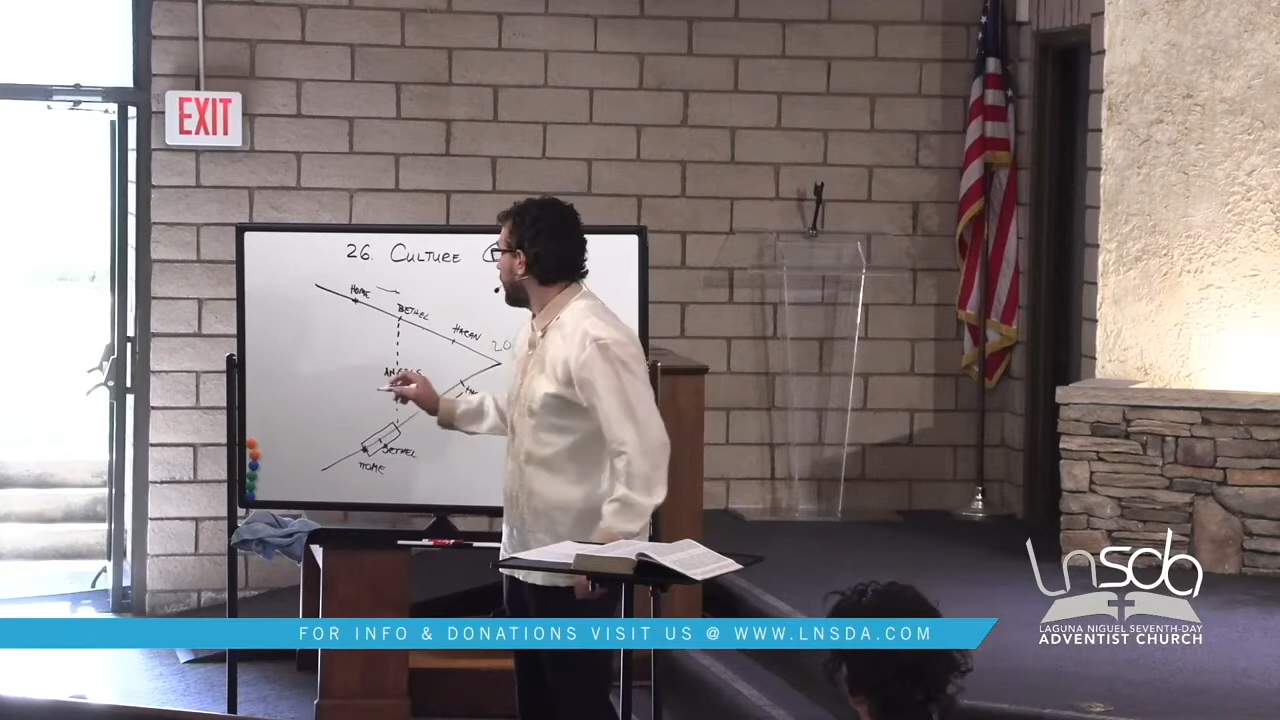 EXIT
26. CULTURE
HOME
BETHEL
HARAN
20
ANGELS
BETHEL
HOME
LNSDA
LAGUNA NIGUEL SEVENTH-DAY
ADVENTIST CHURCH
FOR INFO & DONATIONS VISIT US @ WWW.LNSDA.COM